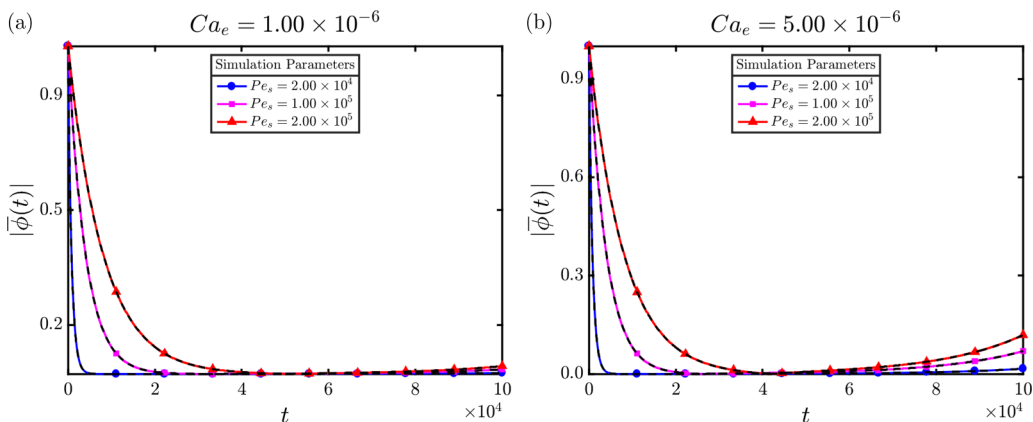 (a)
Ca_e = 1.00 × 10^{-6}
Simulation Parameters
Pe_s = 2.00 × 10^4
Pe_s = 1.00 × 10^5
Pe_s = 2.00 × 10^5
|\overline{ϕ}(t)|
0.9
0.5
0.2
0 2 4 6 8 10
t
×10^4
(b)
Ca_e = 5.00 × 10^{-6}
Simulation Parameters
Pe_s = 2.00 × 10^4
Pe_s = 1.00 × 10^5
Pe_s = 2.00 × 10^5
|\overline{ϕ}(t)|
0.9
0.6
0.3
0.0
0 2 4 6 8 10
t
×10^4